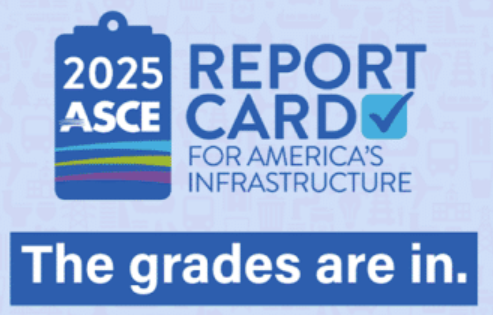 2025
ASCE
REPORT
CARD
FOR AMERICA'S
INFRASTRUCTURE
The grades are in.